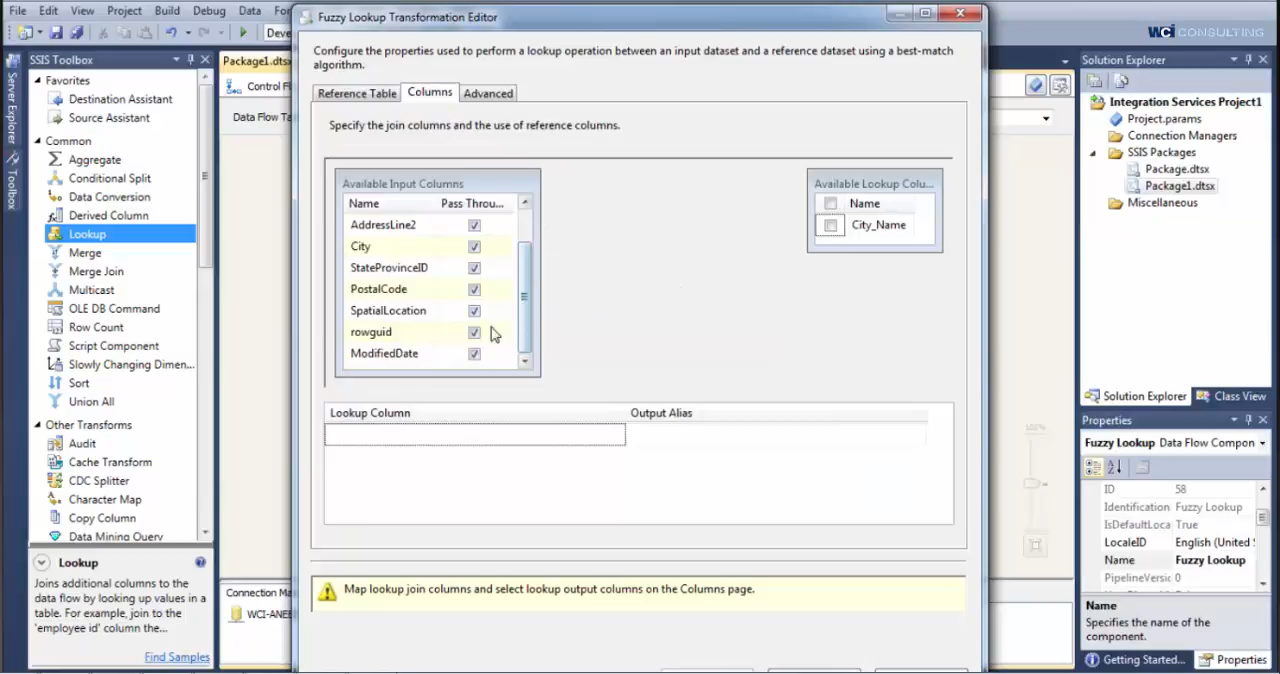 File Edit View Project Build Debug Data
Fuzzy Lookup Transformation Editor
WCI CONSULTING
SSIS Toolbox
Package1.dts
Server Explorer
Toolbox
Favorites
Destination Assistant
Source Assistant
Common
Aggregate
Conditional Split
Data Conversion
Derived Column
Lookup
Merge
Merge Join
Multicast
OLE DB Command
Row Count
Script Component
Slowly Changing Dimen...
Sort
Union All
Other Transforms
Audit
Cache Transform
CDC Splitter
Character Map
Copy Column
Data Mining Query
Lookup
Joins additional columns to the
data flow by looking up values in a
table. For example, join to the
'employee id' column the...
Find Samples
Control Fl
Data Flow Ta
Connection Ma
WCI-ANEE
Configure the properties used to perform a lookup operation between an input dataset and a reference dataset using a best-match
algorithm.
Reference Table Columns Advanced
Specify the join columns and the use of reference columns.
Available Input Columns
Name Pass Throu...
AddressLine2
City
StateProvinceID
PostalCode
SpatialLocation
rowguid
ModifiedDate
Available Lookup Colu...
Name
City_Name
Lookup Column Output Alias
Map lookup join columns and select lookup output columns on the Columns page.
100%
Solution Explorer
Integration Services Project1
Project.params
Connection Managers
SSIS Packages
Package.dtsx
Package1.dtsx
Miscellaneous
Solution Explorer Class View
Properties
Fuzzy Lookup Data Flow Compon
ID 58
Identification Fuzzy Lookup
IsDefaultLoca True
LocaleID English (United S
Name Fuzzy Lookup
PipelineVersic 0
Name
Specifies the name of the
component.
Getting Started... Properties